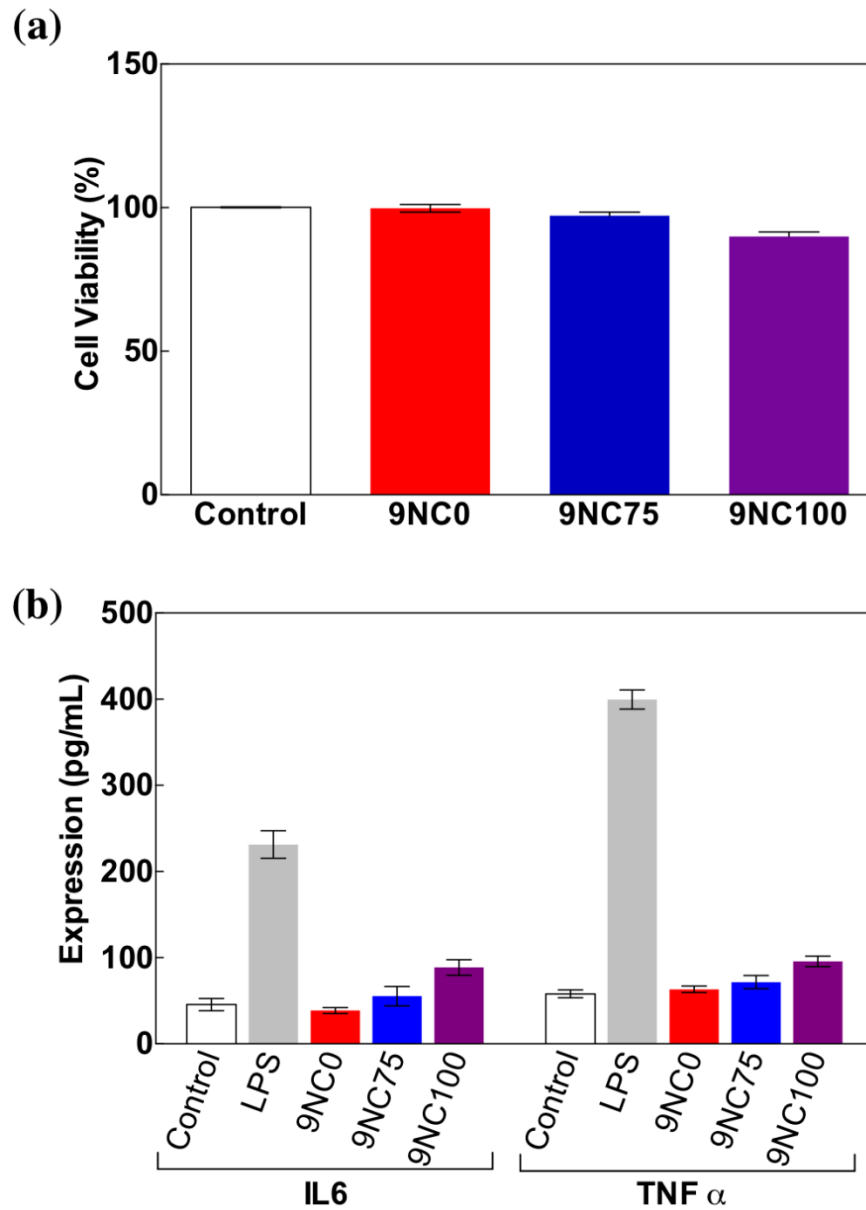 (a)
150
100
50
0
Cell Viability (%)
Control 9NC0 9NC75 9NC100
(b)
500
400
300
200
100
0
Expression (pg/mL)
Control LPS 9NC0 9NC75 9NC100 Control LPS 9NC0 9NC75 9NC100
IL6 TNF α